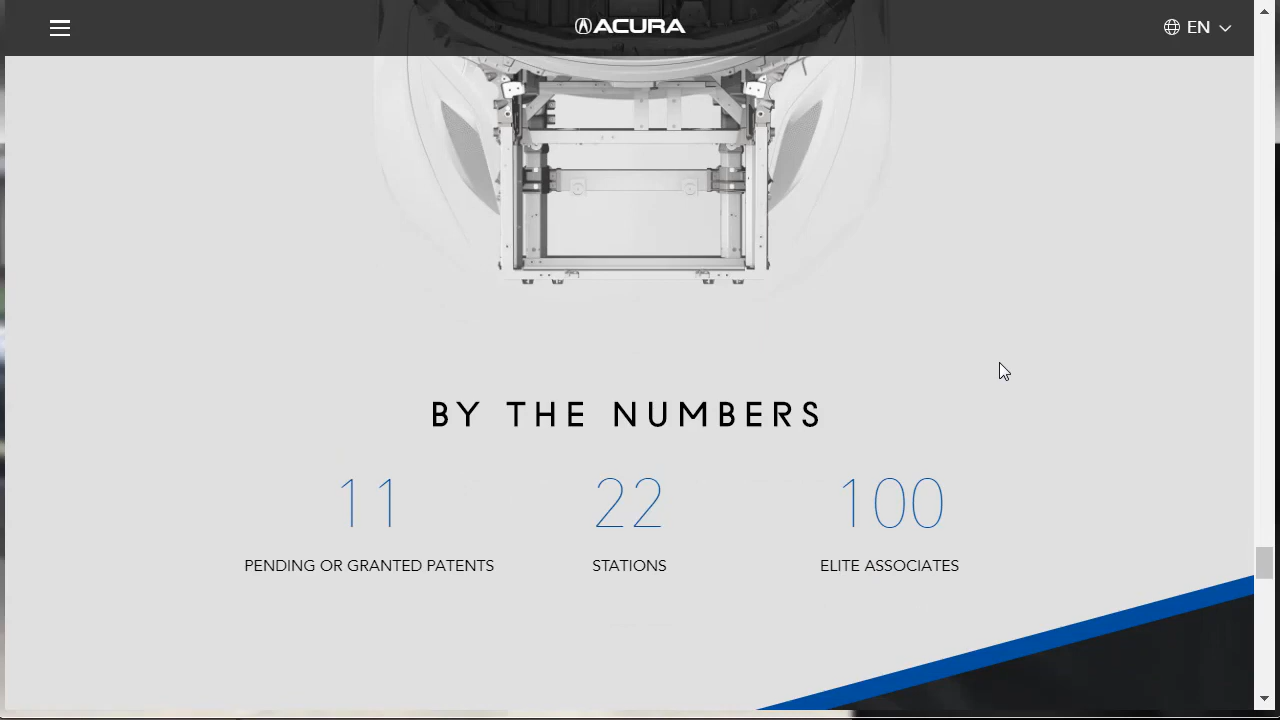 ACURA
EN
BY THE NUMBERS
11
22
100
PENDING OR GRANTED PATENTS
STATIONS
ELITE ASSOCIATES